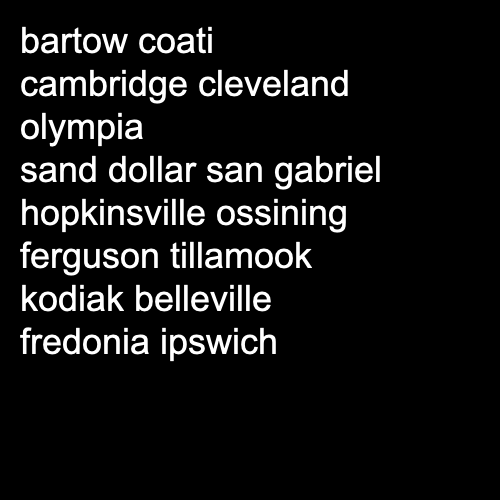 bartow coati
cambridge cleveland
olympia
sand dollar san gabriel
hopkinsville ossining
ferguson tillamook
kodiak belleville
fredonia ipswich